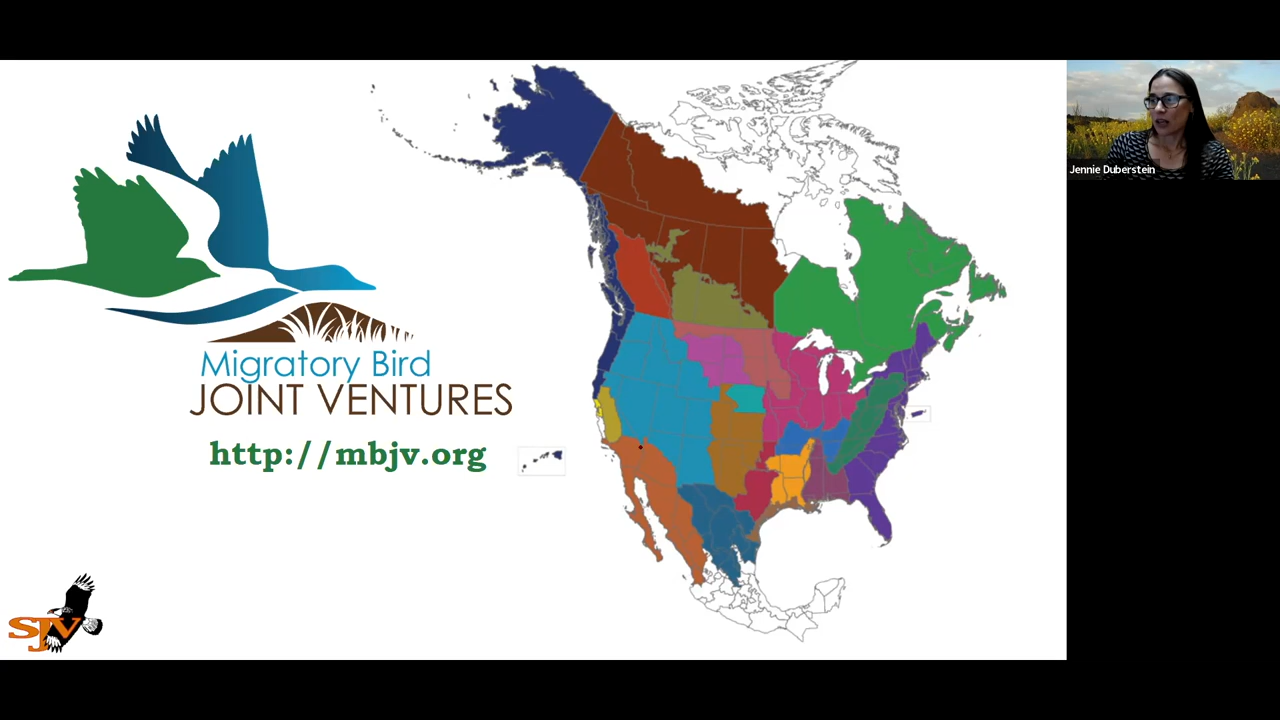 Migratory Bird
JOINT VENTURES
http://mbjv.org
SJV
Jennie Duberstein